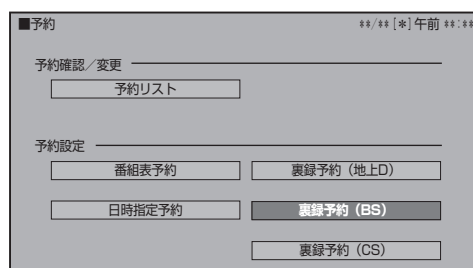 ■予約 **/** [*] 午前 **:**
予約確認／変更
予約リスト
予約設定
番組表予約 裏録予約（地上D）
日時指定予約 裏録予約（BS）
裏録予約（CS）